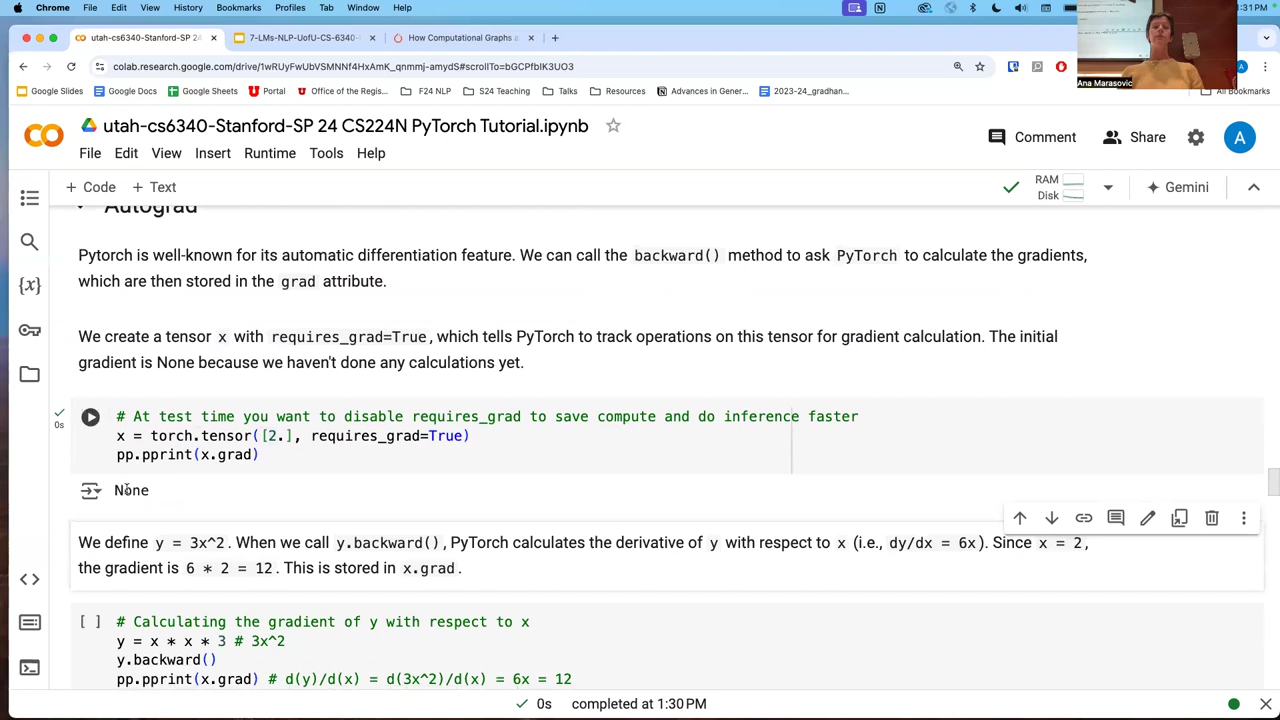 Chrome File Edit View History Bookmarks Profiles Tab Window Help
utah-cs6340-Stanford-SP 24 7-LMs-NLP-UofU-CS-6340- How Computational Graphs a
colab.research.google.com/drive/
Google Slides Google Docs Google Sheets Portal Office of the Reg F24 NLP S24 Teaching Talks Resources Advances in Gener... 2023-24_gradhan... All Bookmarks
Ana Marasovic
utah-cs6340-Stanford-SP 24 CS224N PyTorch Tutorial.ipynb
Comment Share A
File Edit View Insert Runtime Tools Help
+ Code + Text RAM Disk Gemini
Autograd
Pytorch is well-known for its automatic differentiation feature. We can call the backward() method to ask PyTorch to calculate the gradients,
which are then stored in the grad attribute.
We create a tensor x with requires_grad=True, which tells PyTorch to track operations on this tensor for gradient calculation. The initial
gradient is None because we haven't done any calculations yet.
# At test time you want to disable requires_grad to save compute and do inference faster
0s
x = torch.tensor([2.], requires_grad=True)
pp.pprint(x.grad)
None
We define y = 3x^2. When we call y.backward(), PyTorch calculates the derivative of y with respect to x (i.e., dy/dx = 6x). Since x = 2,
the gradient is 6 * 2 = 12. This is stored in x.grad.
[ ] # Calculating the gradient of y with respect to x
y = x * x * 3 # 3x^2
y.backward()
pp.pprint(x.grad) # d(y)/d(x) = d(3x^2)/d(x) = 6x = 12
0s completed at 1:30 PM